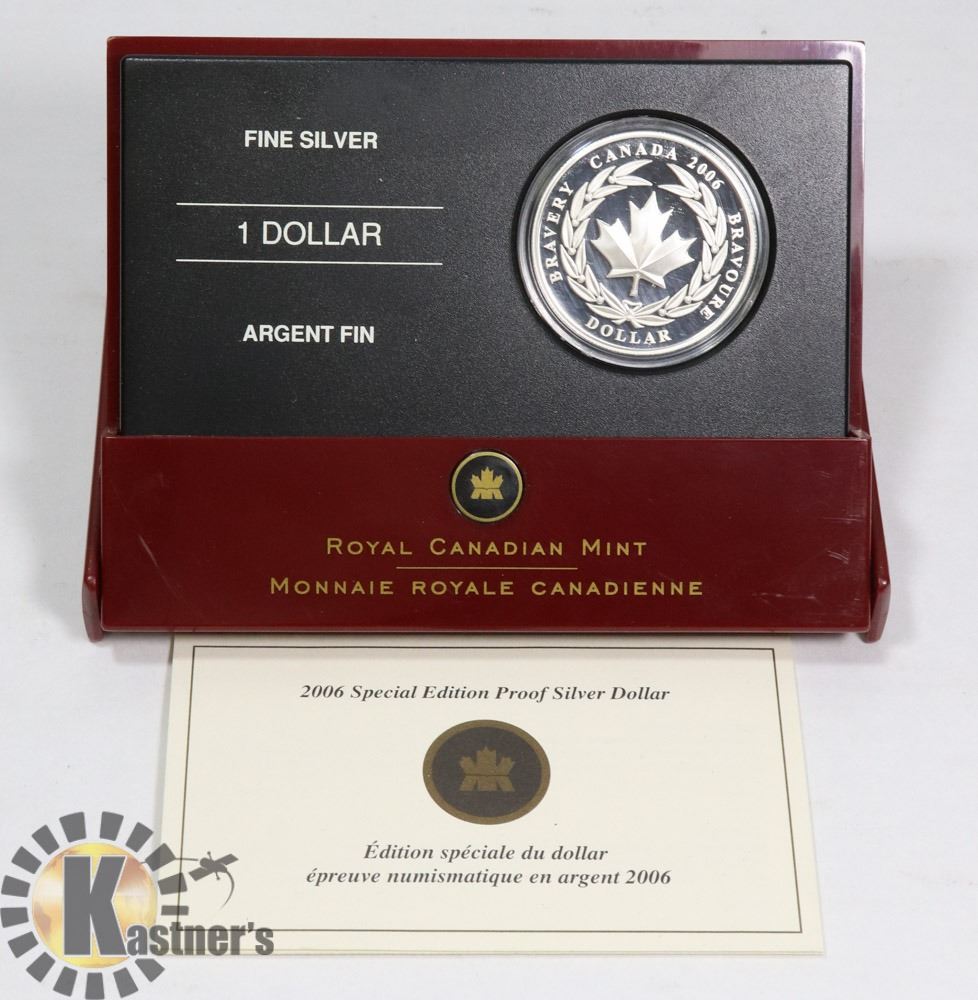 FINE SILVER
1 DOLLAR
ARGENT FIN
CANADA 2006
BRAVERY
BRAVOURE
DOLLAR
ROYAL CANADIAN MINT
MONNAIE ROYALE CANADIENNE
2006 Special Edition Proof Silver Dollar
Édition spéciale du dollar
épreuve numismatique en argent 2006
Kastner's